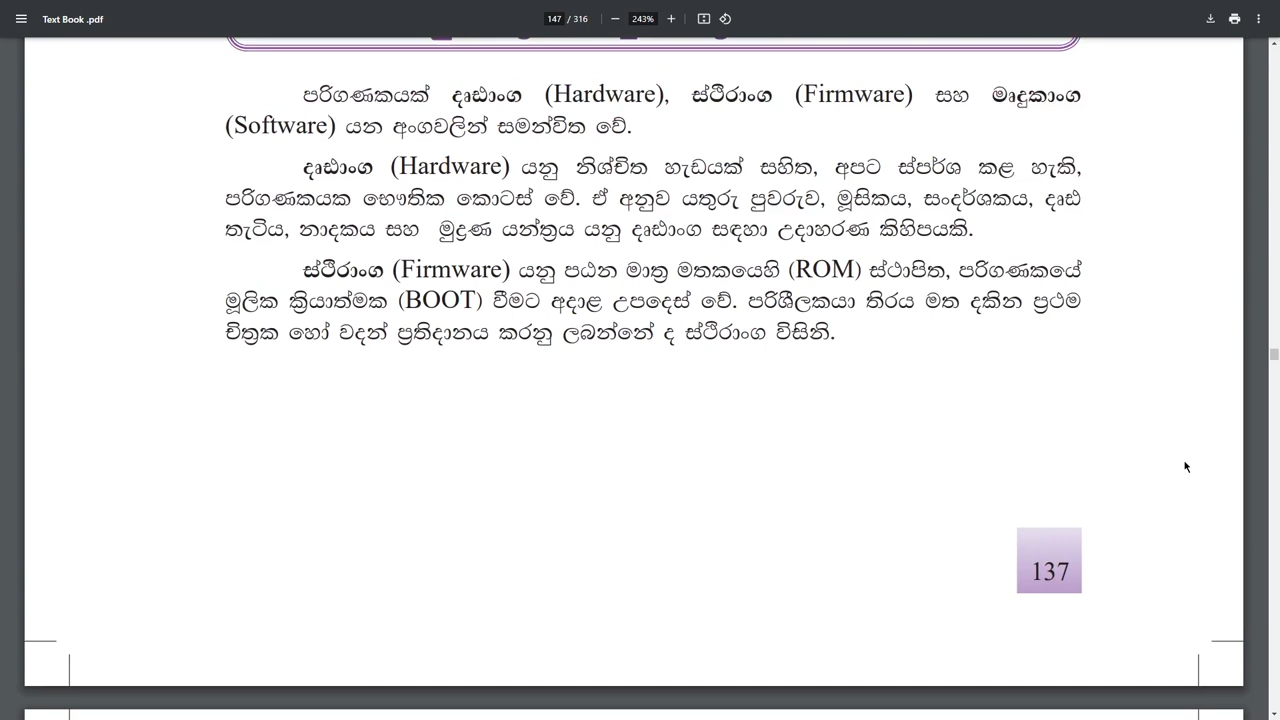 Text Book .pdf
147 / 316
243%
පරිගණකයක් දෘඪාංග (Hardware), ස්ථිරාංග (Firmware) සහ මෘදුකාංග
(Software) යන අංගවලින් සමන්විත වේ.
දෘඪාංග (Hardware) යනු නිශ්චිත හැඩයක් සහිත, අපට ස්පර්ශ කළ හැකි,
පරිගණකයක භෞතික කොටස් වේ. ඒ අනුව යතුරු පුවරුව, මූසිකය, සංදර්ශකය, දෘඪ
තැටිය, නාදකය සහ මුද්‍රණ යන්ත්‍රය යනු දෘඪාංග සඳහා උදාහරණ කිහිපයකි.
ස්ථිරාංග (Firmware) යනු පඨන මාත්‍ර මතකයෙහි (ROM) ස්ථාපිත, පරිගණකයේ
මූලික ක්‍රියාත්මක (BOOT) වීමට අදාළ උපදෙස් වේ. පරිශීලකයා තිරය මත දකින ප්‍රථම
චිත්‍රක හෝ වදන් ප්‍රතිදානය කරනු ලබන්නේ ද ස්ථිරාංග විසිනි.
137